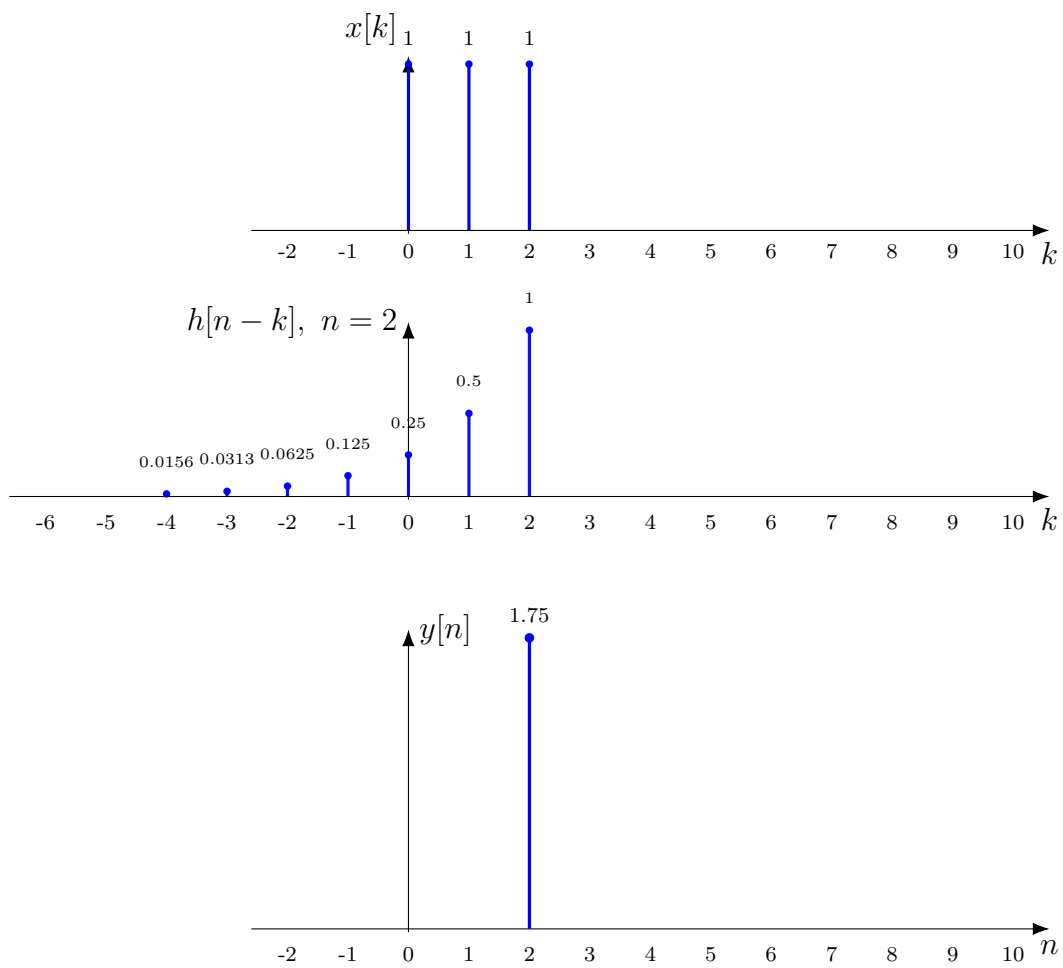 x[k]
1 1 1
-2 -1 0 1 2 3 4 5 6 7 8 9 10
k
h[n − k], n = 2
1
0.5
0.25
0.125
0.0156 0.0313 0.0625
-6 -5 -4 -3 -2 -1 0 1 2 3 4 5 6 7 8 9 10
k
1.75
y[n]
-2 -1 0 1 2 3 4 5 6 7 8 9 10
n